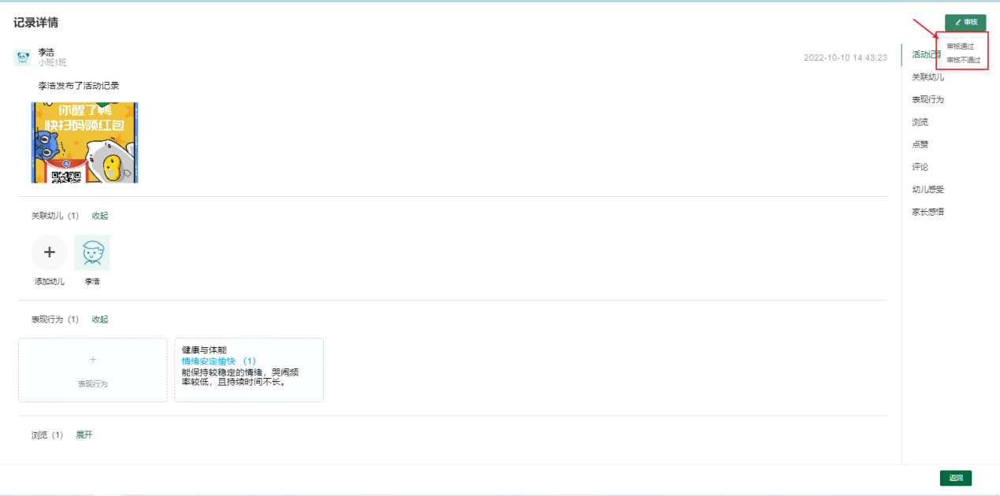 记录详情
审核
审核通过
审核不通过
李浩
小班1班
2022-10-10 14:43:23
李浩发布了活动记录
你醒了鸭
快扫码领红包
关联幼儿（1） 收起
添加幼儿
李浩
表现行为（1） 收起
+
表现行为
健康与体能
情绪安定愉快 （1）
能保持较稳定的情绪，哭闹频
率较低，且持续时间不长。
浏览（1） 展开
活动记
关联幼儿
表现行为
浏览
点赞
评论
幼儿感受
家长感悟
返回